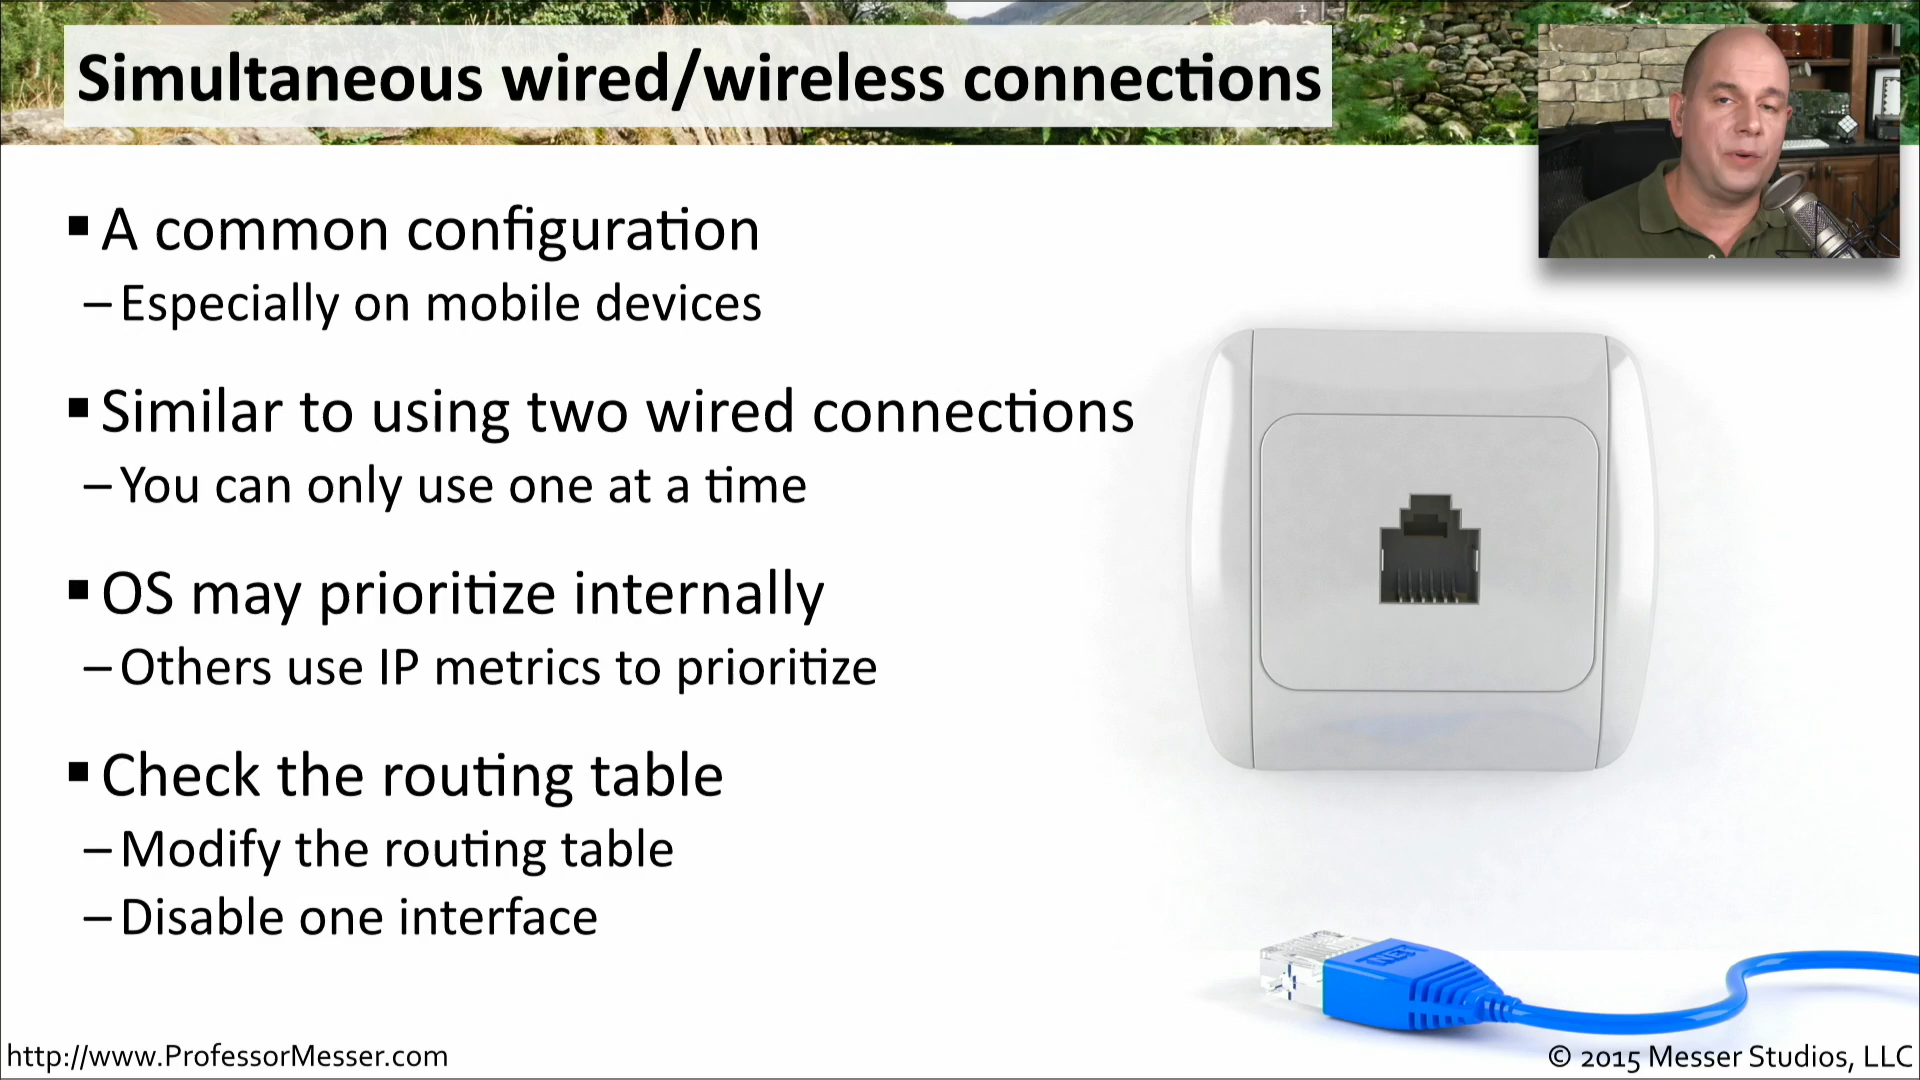 Simultaneous wired/wireless connections
▪ A common configuration
– Especially on mobile devices
▪ Similar to using two wired connections
– You can only use one at a time
▪ OS may prioritize internally
– Others use IP metrics to prioritize
▪ Check the routing table
– Modify the routing table
– Disable one interface
NET
http://www.ProfessorMesser.com
© 2015 Messer Studios, LLC